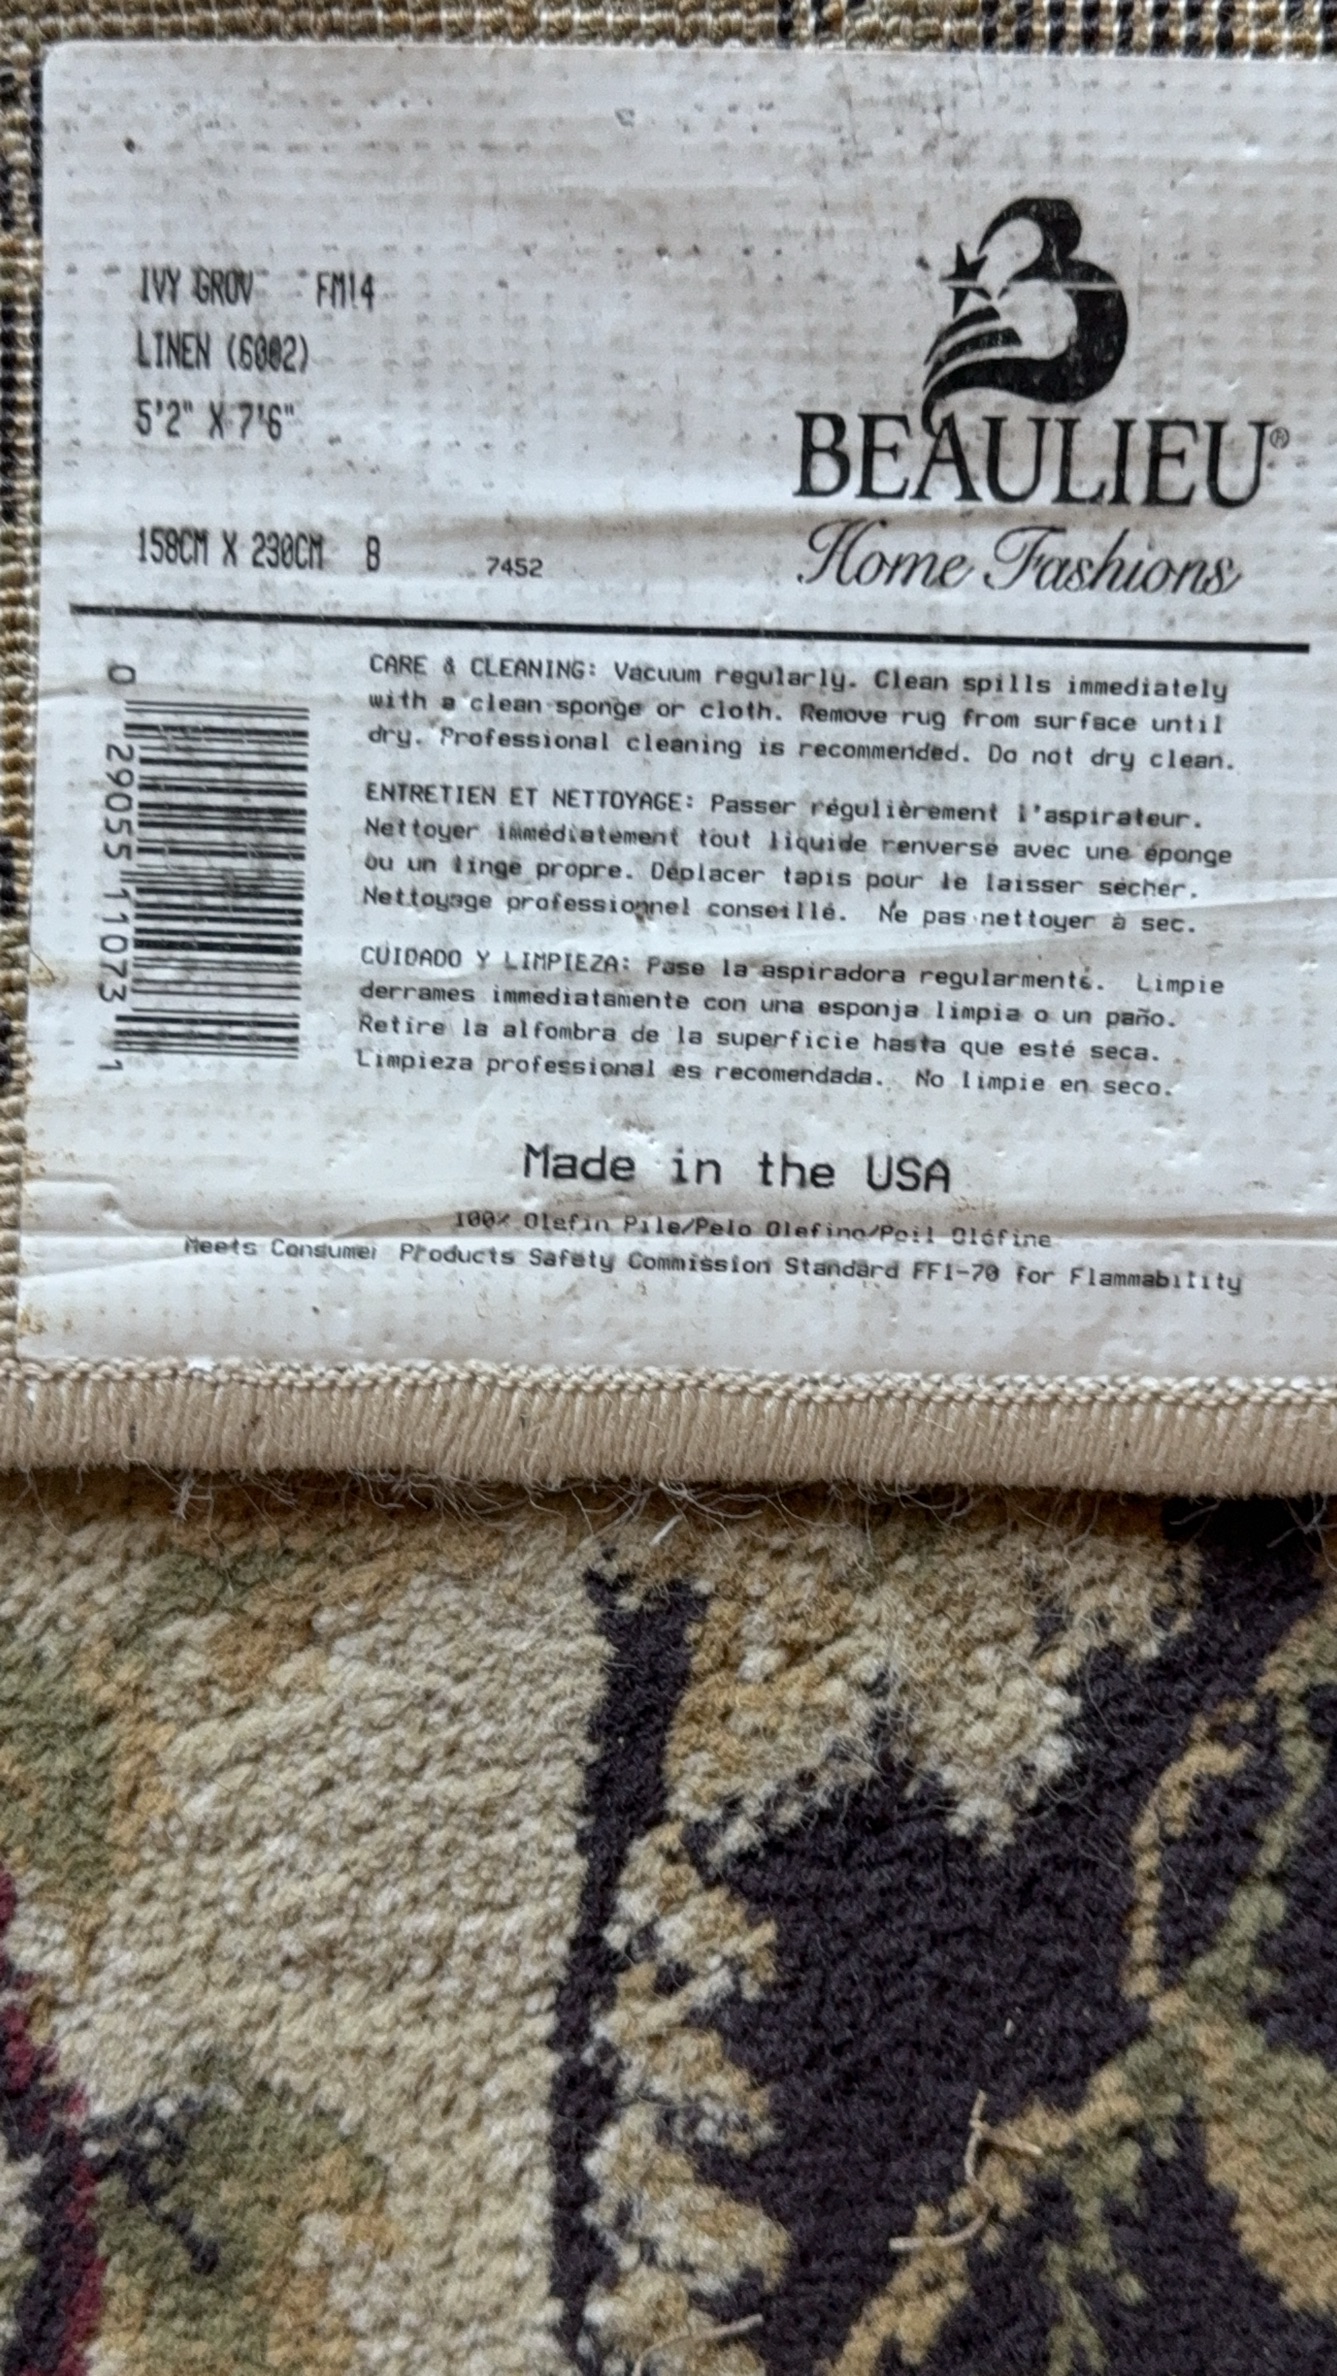 IVY GROV FM14
LINEN (6002)
5'2" X 7'6"
158CM X 230CM B 7452
BEAULIEU®
Home Fashions
0 29055 11073 1
CARE & CLEANING: Vacuum regularly. Clean spills immediately
with a clean sponge or cloth. Remove rug from surface until
dry. Professional cleaning is recommended. Do not dry clean.
ENTRETIEN ET NETTOYAGE: Passer régulièrement l'aspirateur.
Nettoyer immédiatement tout liquide renversé avec une éponge
ou un linge propre. Déplacer tapis pour le laisser sécher.
Nettoyage professionnel conseillé. Ne pas nettoyer à sec.
CUIDADO Y LIMPIEZA: Pase la aspiradora regularmenté. Limpie
derrames immediatamente con una esponja limpia o un paño.
Retire la alfombra de la superficie hasta que esté seca.
Limpieza professional es recomendada. No limpie en seco.
Made in the USA
100% Olefin Pile/Pelo Olefino/Poil Oléfine
Meets Consumer Products Safety Commission Standard FF1-70 for Flammability